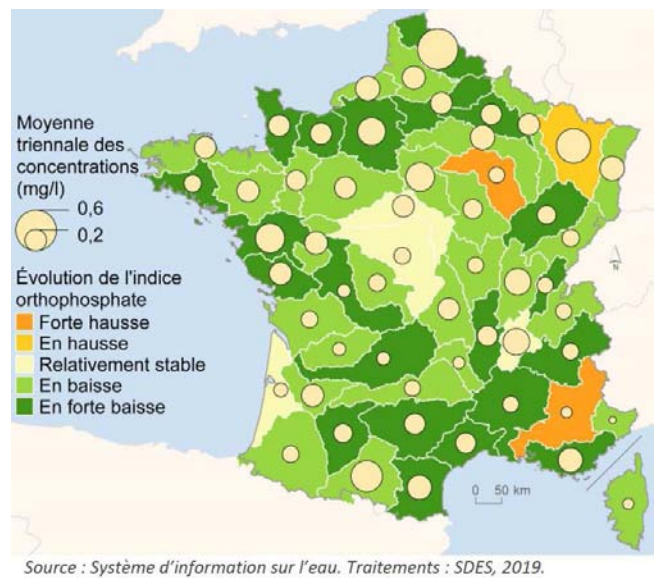 Moyenne
triennale des
concentrations
(mg/l)
0,6
0,2
Évolution de l'indice
orthophosphate
Forte hausse
En hausse
Relativement stable
En baisse
En forte baisse
N
0 50 km
Source : Système d'information sur l'eau. Traitements : SDES, 2019.